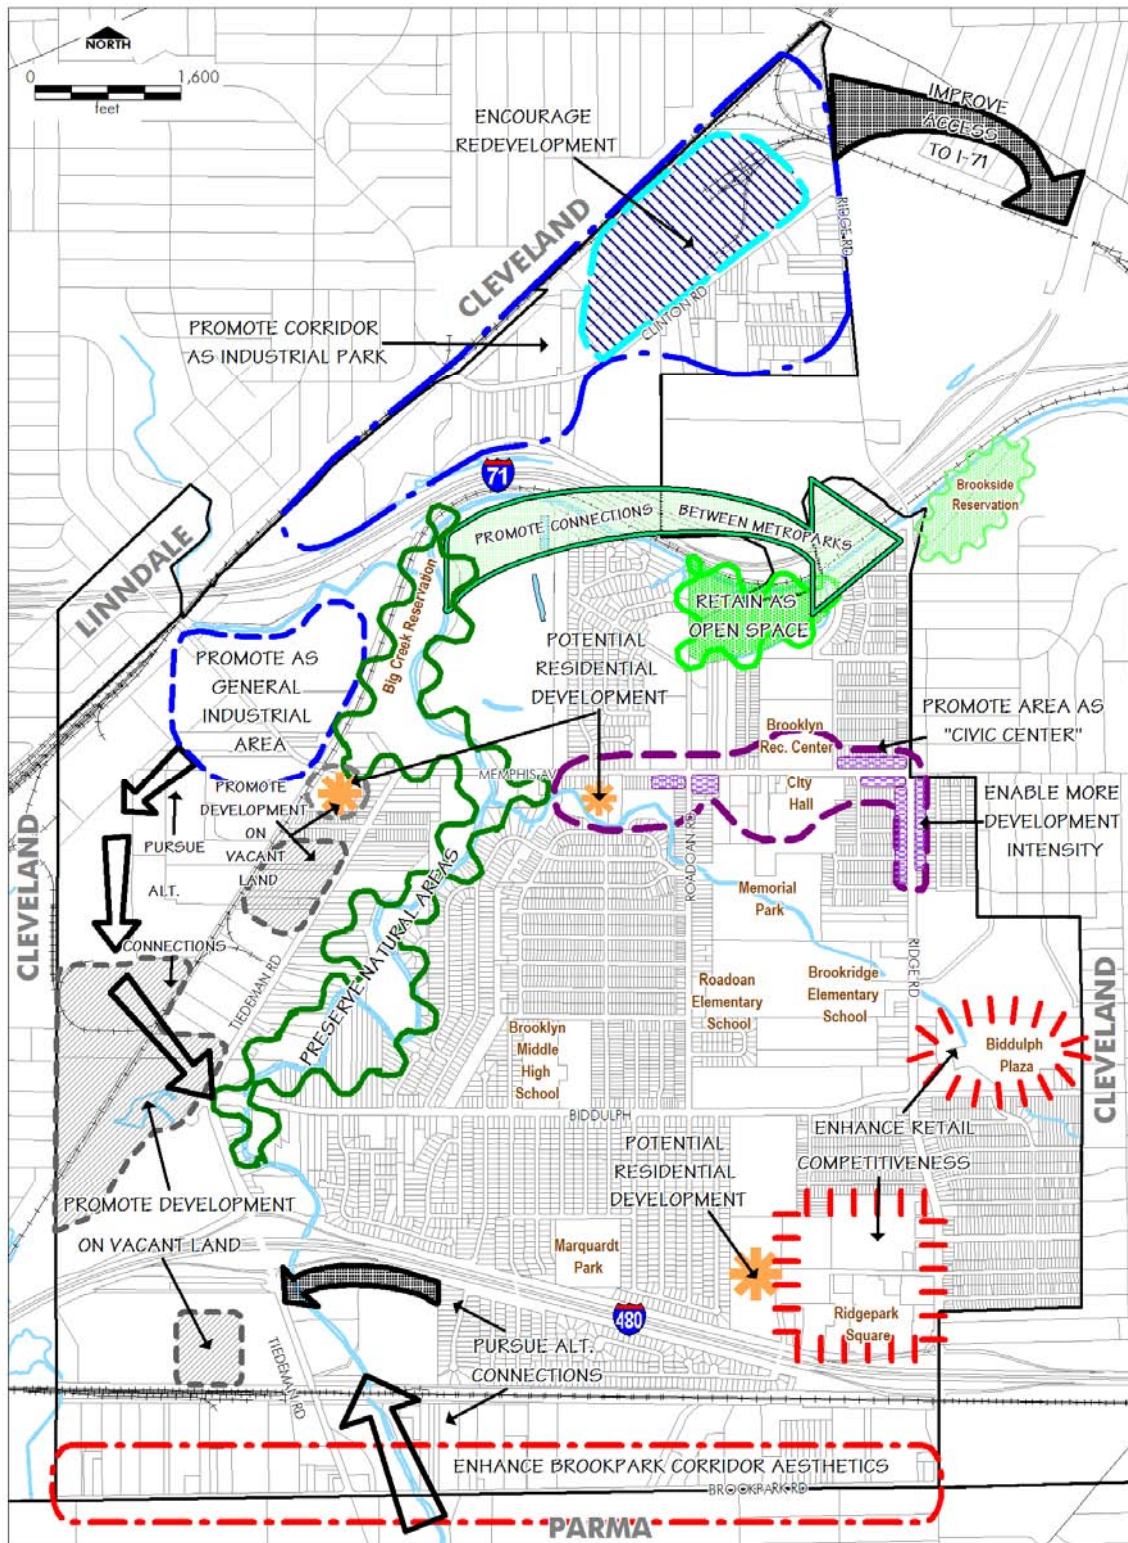 NORTH
0 1,600
feet
ENCOURAGE
REDEVELOPMENT
IMPROVE
ACCESS
TO I-71
RIDGE RD
CLEVELAND
CLINTON RD
PROMOTE CORRIDOR
AS INDUSTRIAL PARK
71
Brookside
Reservation
PROMOTE CONNECTIONS BETWEEN METROPARKS
LINNDALE
Big Creek Reservation
RETAIN AS
OPEN SPACE
POTENTIAL
RESIDENTIAL
DEVELOPMENT
PROMOTE AS
GENERAL
INDUSTRIAL
AREA
PROMOTE AREA AS
"CIVIC CENTER"
Brooklyn
Rec. Center
MEMPHIS AV
City
Hall
ENABLE MORE
DEVELOPMENT
INTENSITY
PROMOTE
DEVELOPMENT
ON
VACANT
LAND
PURSUE
ALT.
CONNECTIONS
CLEVELAND
ROADOAN RD
Memorial
Park
PRESERVE NATURAL AREAS
TIEDEMAN RD
RIDGE RD
Roadoan
Elementary
School
Brookridge
Elementary
School
CLEVELAND
Brooklyn
Middle
High
School
Biddulph
Plaza
BIDDULPH
ENHANCE RETAIL
COMPETITIVENESS
POTENTIAL
RESIDENTIAL
DEVELOPMENT
PROMOTE DEVELOPMENT
ON VACANT LAND
Marquardt
Park
Ridgepark
Square
480
PURSUE ALT.
CONNECTIONS
TIEDEMAN RD
ENHANCE BROOKPARK CORRIDOR AESTHETICS
BROOKPARK RD
PARMA